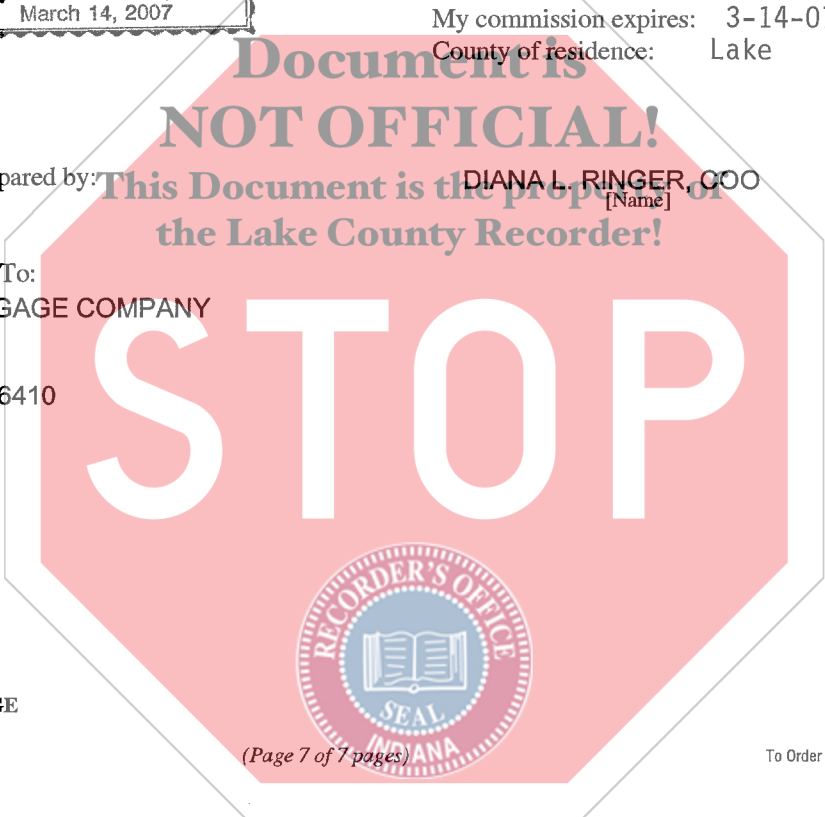 March 14, 2007
My commission expires: 3-14-07
County of residence: Lake
Document is
NOT OFFICIAL!
pared by:
DIANA L. RINGER, COO
[Name]
This Document is the property of
the Lake County Recorder!
To:
GAGE COMPANY
STOP
6410
RECORDER'S OFFICE
SEAL
INDIANA
GE
(Page 7 of 7 pages)
To Order